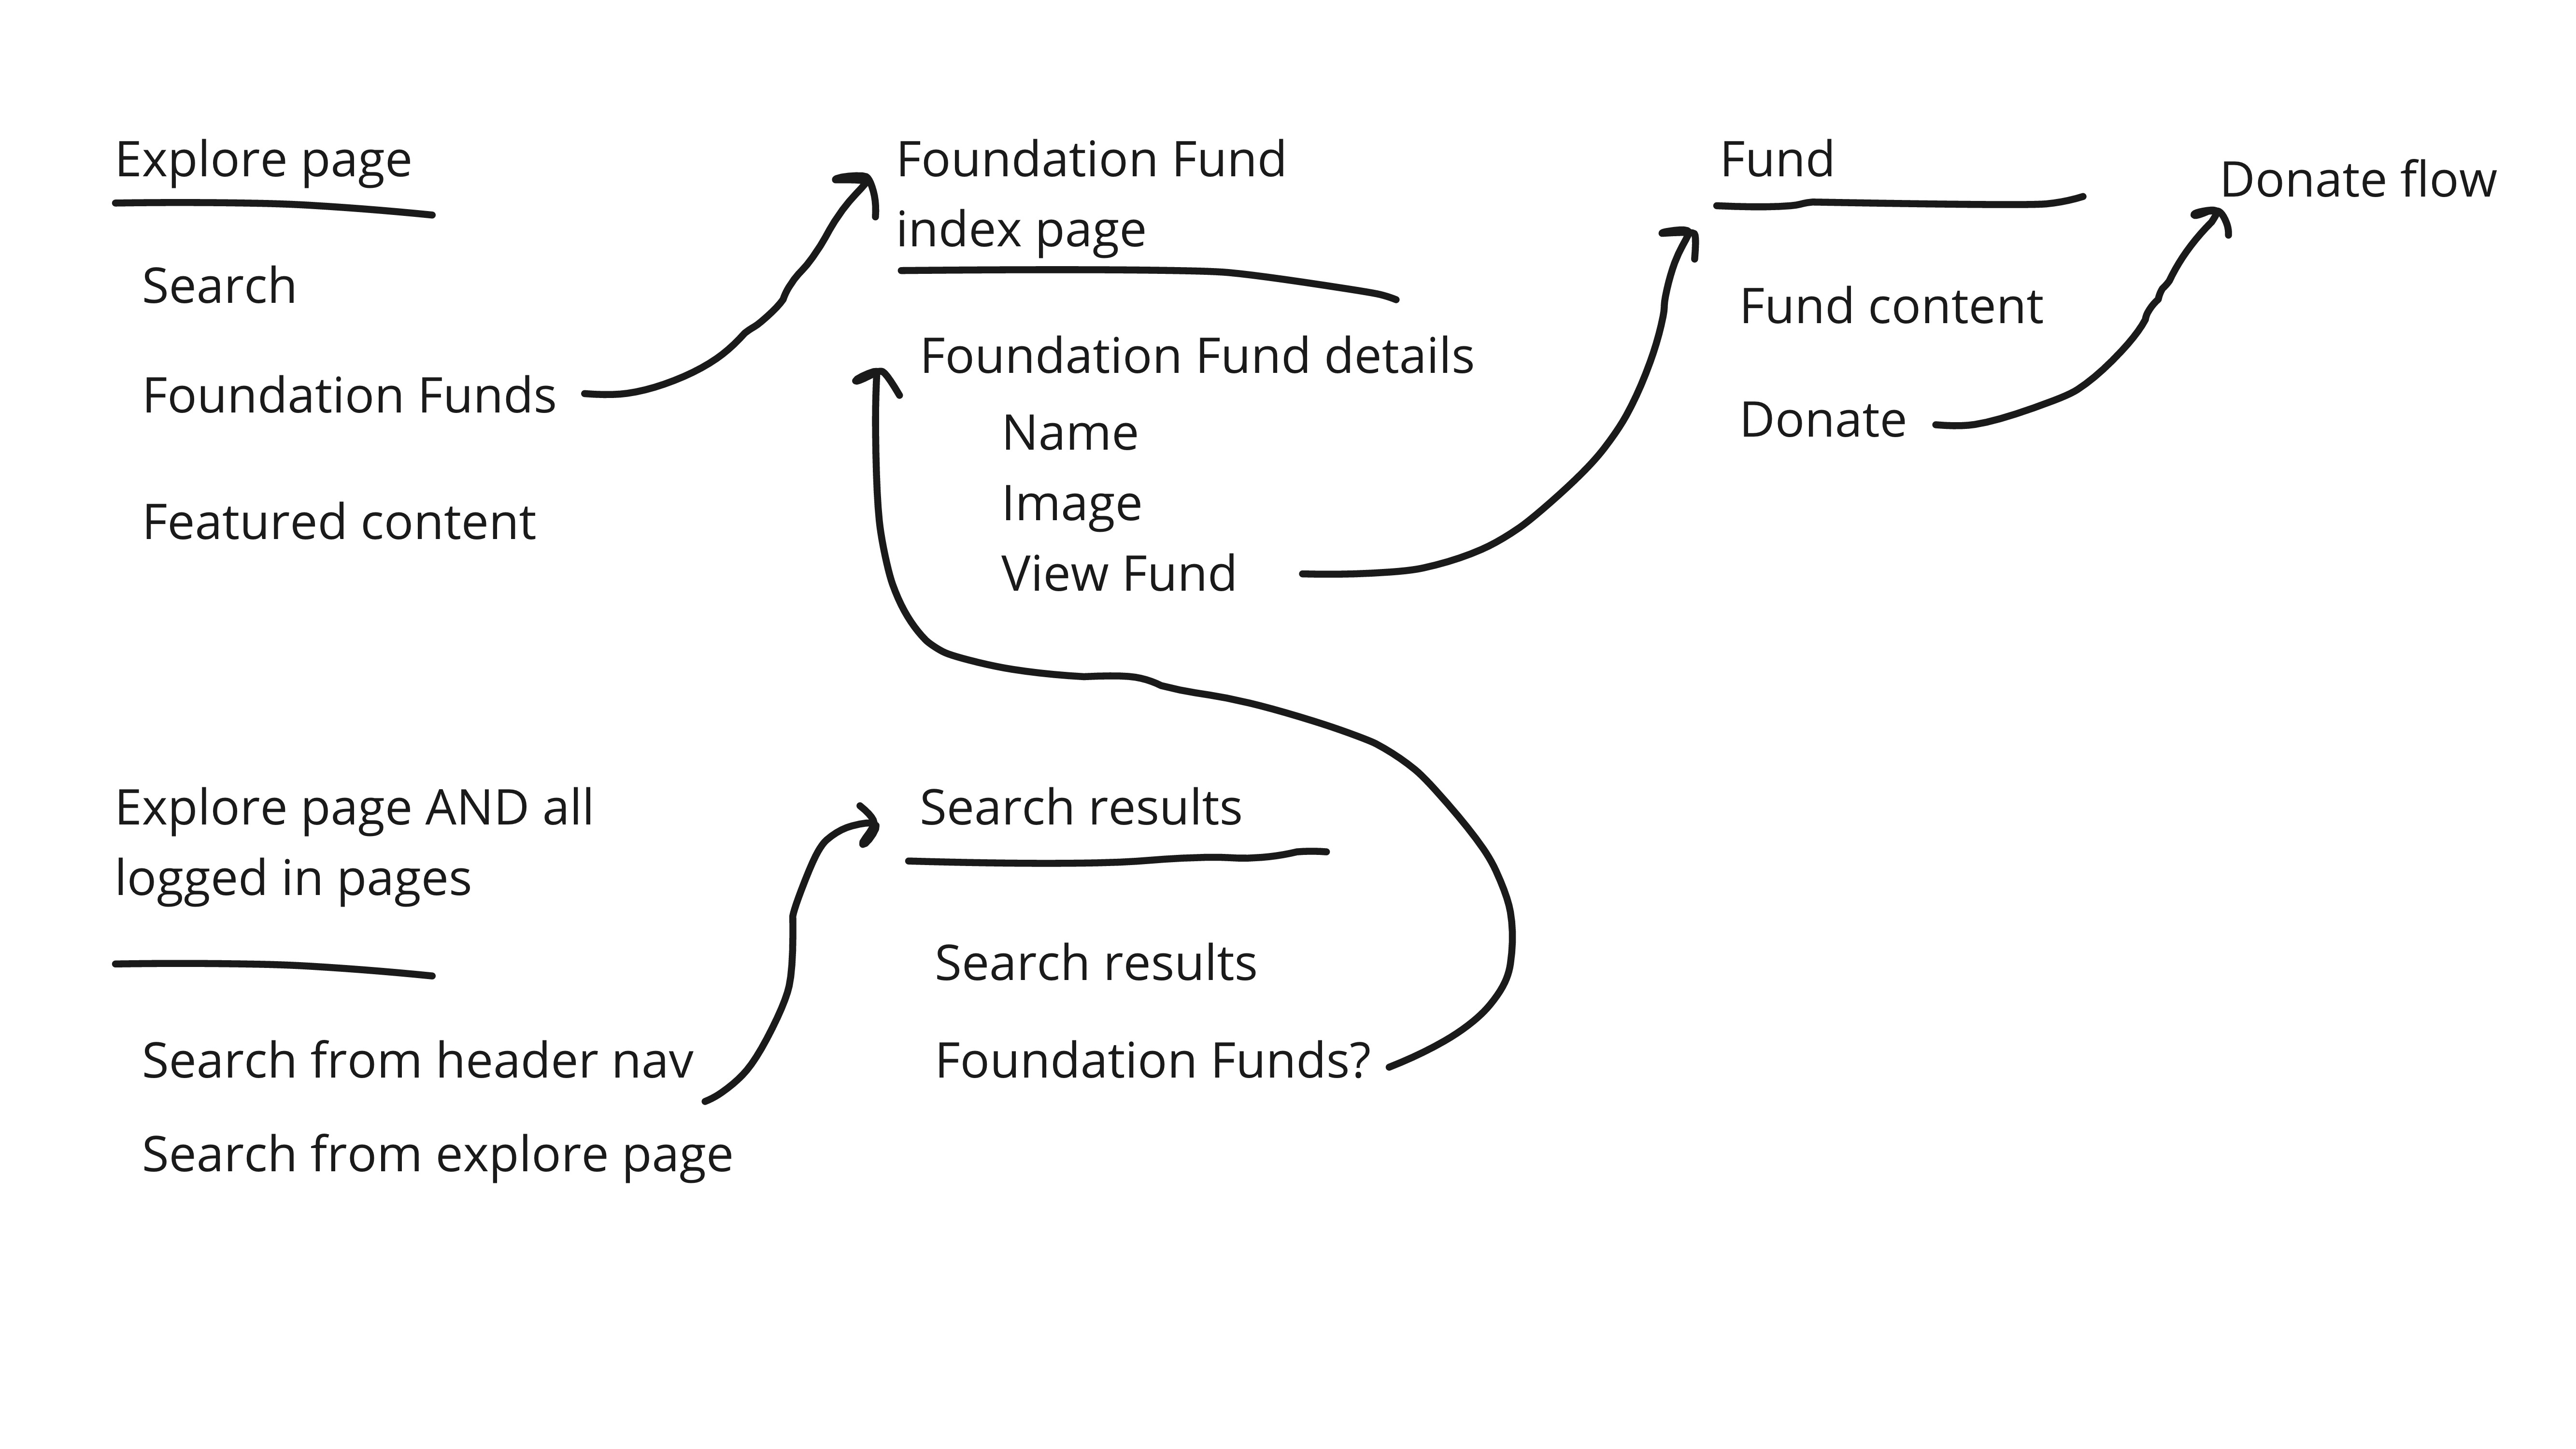 Explore page
Search
Foundation Funds
Featured content
Foundation Fund
index page
Foundation Fund details
Name
Image
View Fund
Fund
Fund content
Donate
Donate flow
Explore page AND all
logged in pages
Search from header nav
Search from explore page
Search results
Search results
Foundation Funds?